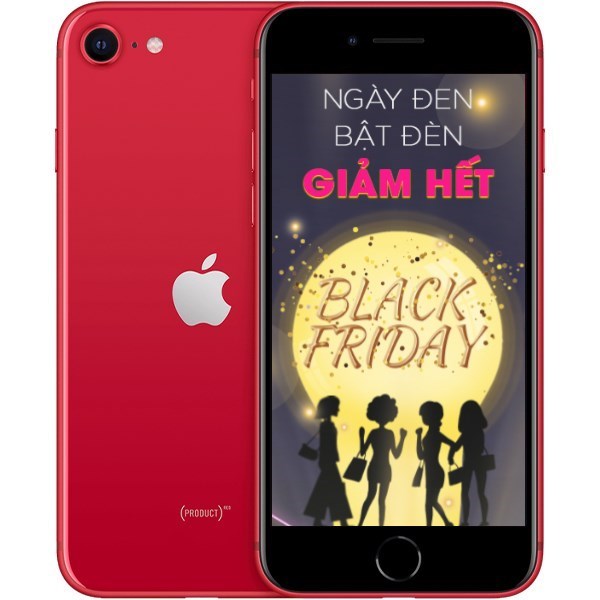 NGÀY ĐEN
BẬT ĐÈN
GIẢM HẾT
BLACK
FRIDAY
(PRODUCT)RED